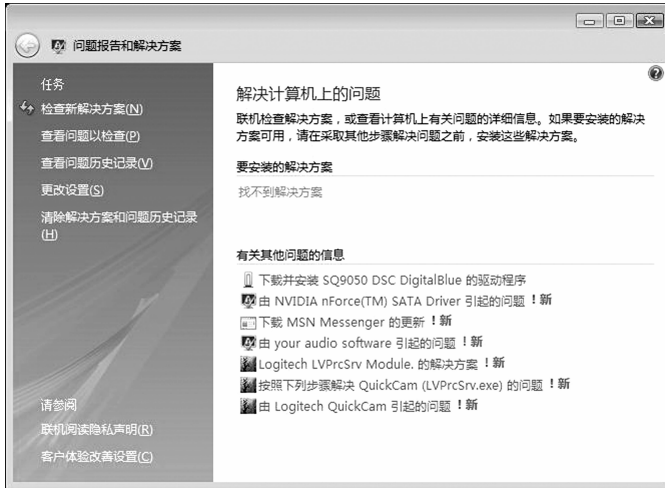 问题报告和解决方案
任务
检查新解决方案(N)
查看问题以检查(P)
查看问题历史记录(V)
更改设置(S)
清除解决方案和问题历史记录
(H)
请参阅
联机阅读隐私声明(R)
客户体验改善设置(C)
解决计算机上的问题
联机检查解决方案，或查看计算机上有关问题的详细信息。如果要安装的解决
方案可用，请在采取其他步骤解决问题之前，安装这些解决方案。
要安装的解决方案
找不到解决方案
有关其他问题的信息
下载并安装 SQ9050 DSC DigitalBlue 的驱动程序
由 NVIDIA nForce(TM) SATA Driver 引起的问题 ！新
下载 MSN Messenger 的更新 ！新
由 your audio software 引起的问题 ！新
Logitech LVPrcSrv Module. 的解决方案 ！新
按照下列步骤解决 QuickCam (LVPrcSrv.exe) 的问题 ！新
由 Logitech QuickCam 引起的问题 ！新